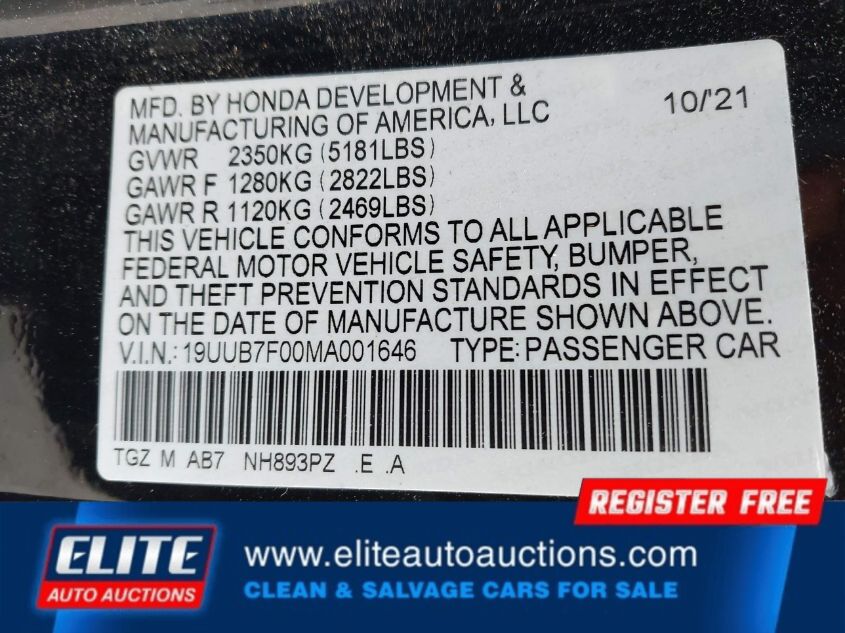 MFD. BY HONDA DEVELOPMENT &
MANUFACTURING OF AMERICA, LLC
10/'21
GVWR 2350KG (5181LBS)
GAWR F 1280KG (2822LBS)
GAWR R 1120KG (2469LBS)
THIS VEHICLE CONFORMS TO ALL APPLICABLE
FEDERAL MOTOR VEHICLE SAFETY, BUMPER,
AND THEFT PREVENTION STANDARDS IN EFFECT
ON THE DATE OF MANUFACTURE SHOWN ABOVE.
V.I.N.: 19UUB7F00MA001646 TYPE: PASSENGER CAR
TGZ M AB7 NH893PZ .E .A
REGISTER FREE
ELITE
AUTO AUCTIONS
www.eliteautoauctions.com
CLEAN & SALVAGE CARS FOR SALE